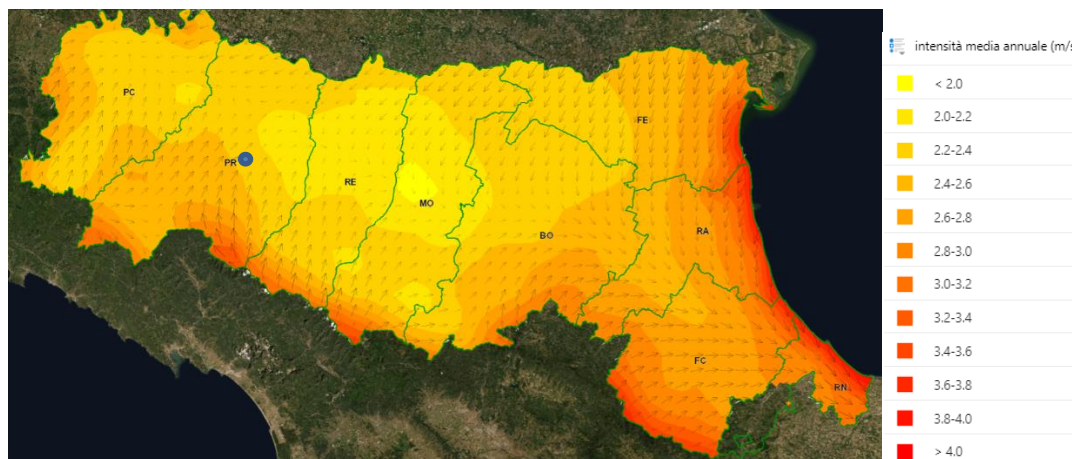 PC
PR
RE
MO
BO
FE
RA
FC
RN
intensità media annuale (m/s
< 2.0
2.0-2.2
2.2-2.4
2.4-2.6
2.6-2.8
2.8-3.0
3.0-3.2
3.2-3.4
3.4-3.6
3.6-3.8
3.8-4.0
> 4.0